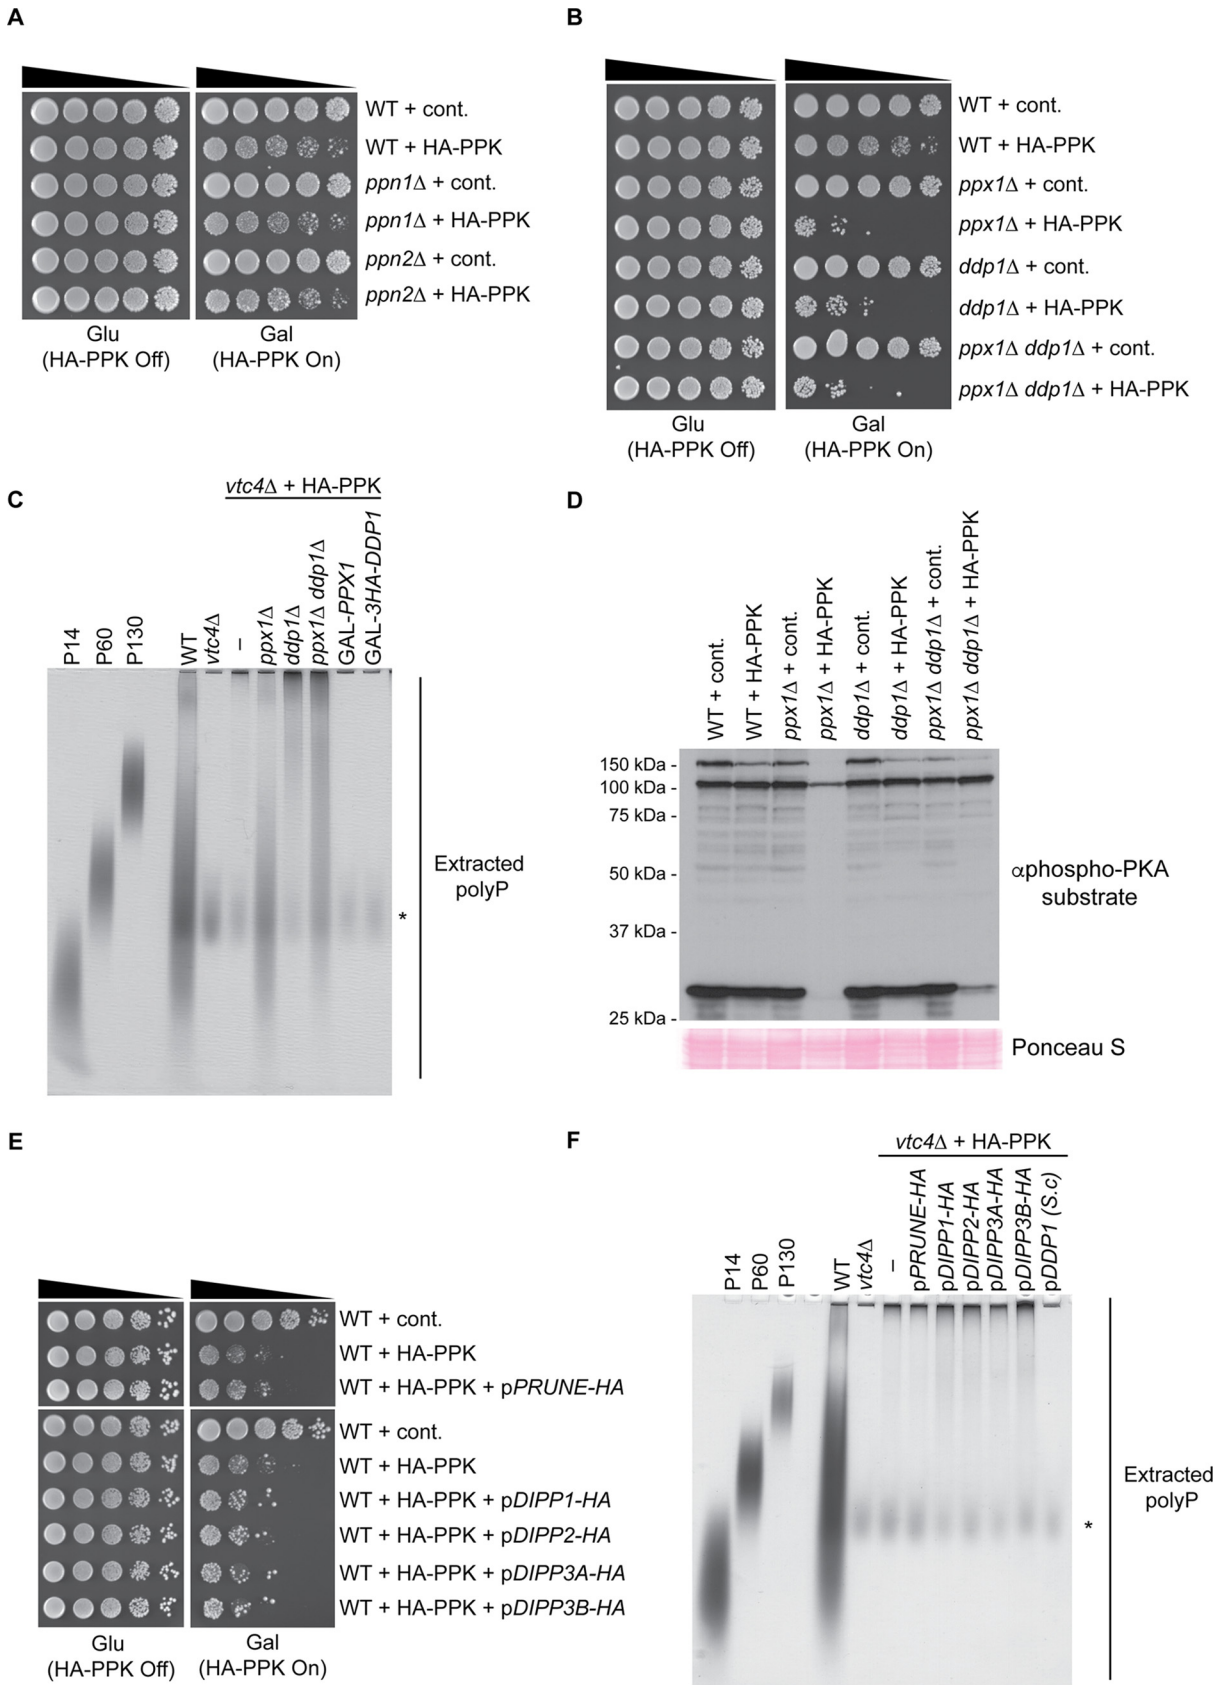 A
WT + cont.
WT + HA-PPK
ppn1Δ + cont.
ppn1Δ + HA-PPK
ppn2Δ + cont.
ppn2Δ + HA-PPK
Glu
(HA-PPK Off)
Gal
(HA-PPK On)
B
WT + cont.
WT + HA-PPK
ppx1Δ + cont.
ppx1Δ + HA-PPK
ddp1Δ + cont.
ddp1Δ + HA-PPK
ppx1Δ ddp1Δ + cont.
ppx1Δ ddp1Δ + HA-PPK
Glu
(HA-PPK Off)
Gal
(HA-PPK On)
C
vtc4Δ + HA-PPK
P14
P60
P130
WT
vtc4Δ
–
ppx1Δ
ddp1Δ
ppx1Δ ddp1Δ
GAL-PPX1
GAL-3HA-DDP1
Extracted
polyP
*
D
WT + cont.
WT + HA-PPK
ppx1Δ + cont.
ppx1Δ + HA-PPK
ddp1Δ + cont.
ddp1Δ + HA-PPK
ppx1Δ ddp1Δ + cont.
ppx1Δ ddp1Δ + HA-PPK
150 kDa -
100 kDa -
75 kDa -
50 kDa -
37 kDa -
25 kDa -
αphospho-PKA
substrate
Ponceau S
E
WT + cont.
WT + HA-PPK
WT + HA-PPK + pPRUNE-HA
WT + cont.
WT + HA-PPK
WT + HA-PPK + pDIPP1-HA
WT + HA-PPK + pDIPP2-HA
WT + HA-PPK + pDIPP3A-HA
WT + HA-PPK + pDIPP3B-HA
Glu
(HA-PPK Off)
Gal
(HA-PPK On)
F
vtc4Δ + HA-PPK
P14
P60
P130
WT
vtc4Δ
–
pPRUNE-HA
pDIPP1-HA
pDIPP2-HA
pDIPP3A-HA
pDIPP3B-HA
pDDP1 (S.c)
Extracted
polyP
*